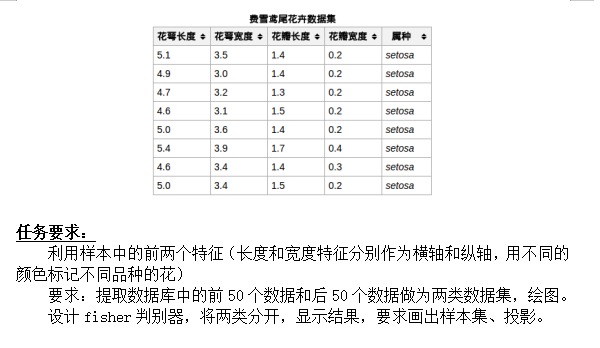 费雪鸢尾花卉数据集
花萼长度 花萼宽度 花瓣长度 花瓣宽度 属种
5.1 3.5 1.4 0.2 setosa
4.9 3.0 1.4 0.2 setosa
4.7 3.2 1.3 0.2 setosa
4.6 3.1 1.5 0.2 setosa
5.0 3.6 1.4 0.2 setosa
5.4 3.9 1.7 0.4 setosa
4.6 3.4 1.4 0.3 setosa
5.0 3.4 1.5 0.2 setosa
任务要求：
利用样本中的前两个特征（长度和宽度特征分别作为横轴和纵轴，用不同的
颜色标记不同品种的花）
要求：提取数据库中的前 50 个数据和后 50 个数据做为两类数据集，绘图。
设计 fisher 判别器，将两类分开，显示结果，要求画出样本集、投影。